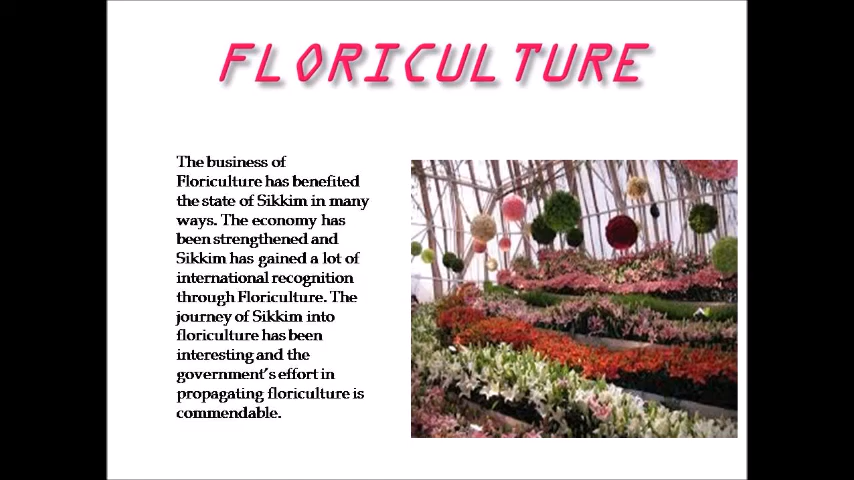 FLORICULTURE
The business of
Floriculture has benefited
the state of Sikkim in many
ways. The economy has
been strengthened and
Sikkim has gained a lot of
international recognition
through Floriculture. The
journey of Sikkim into
floriculture has been
interesting and the
government's effort in
propagating floriculture is
commendable.